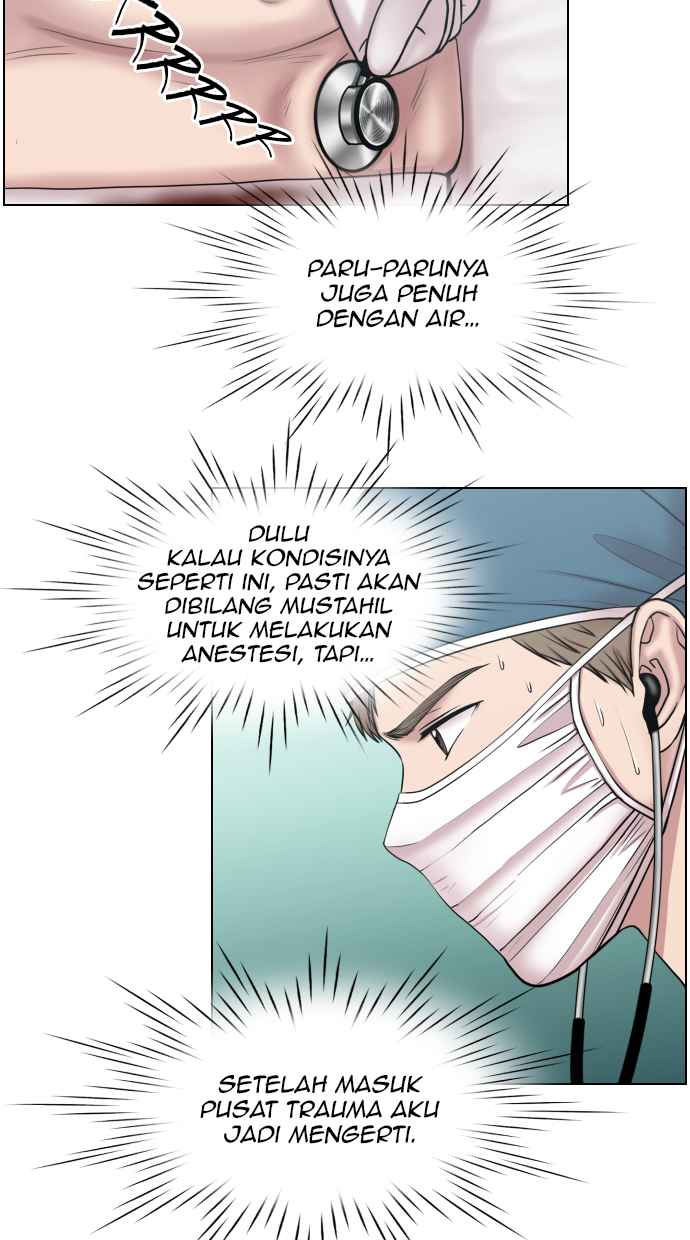 RRRRRR
PARU-PARUNYA
JUGA PENUH
DENGAN AIR...
DULU
KALAU KONDISINYA
SEPERTI INI, PASTI AKAN
DIBILANG MUSTAHIL
UNTUK MELAKUKAN
ANESTESI, TAPI...
SETELAH MASUK
PUSAT TRAUMA AKU
JADI MENGERTI.